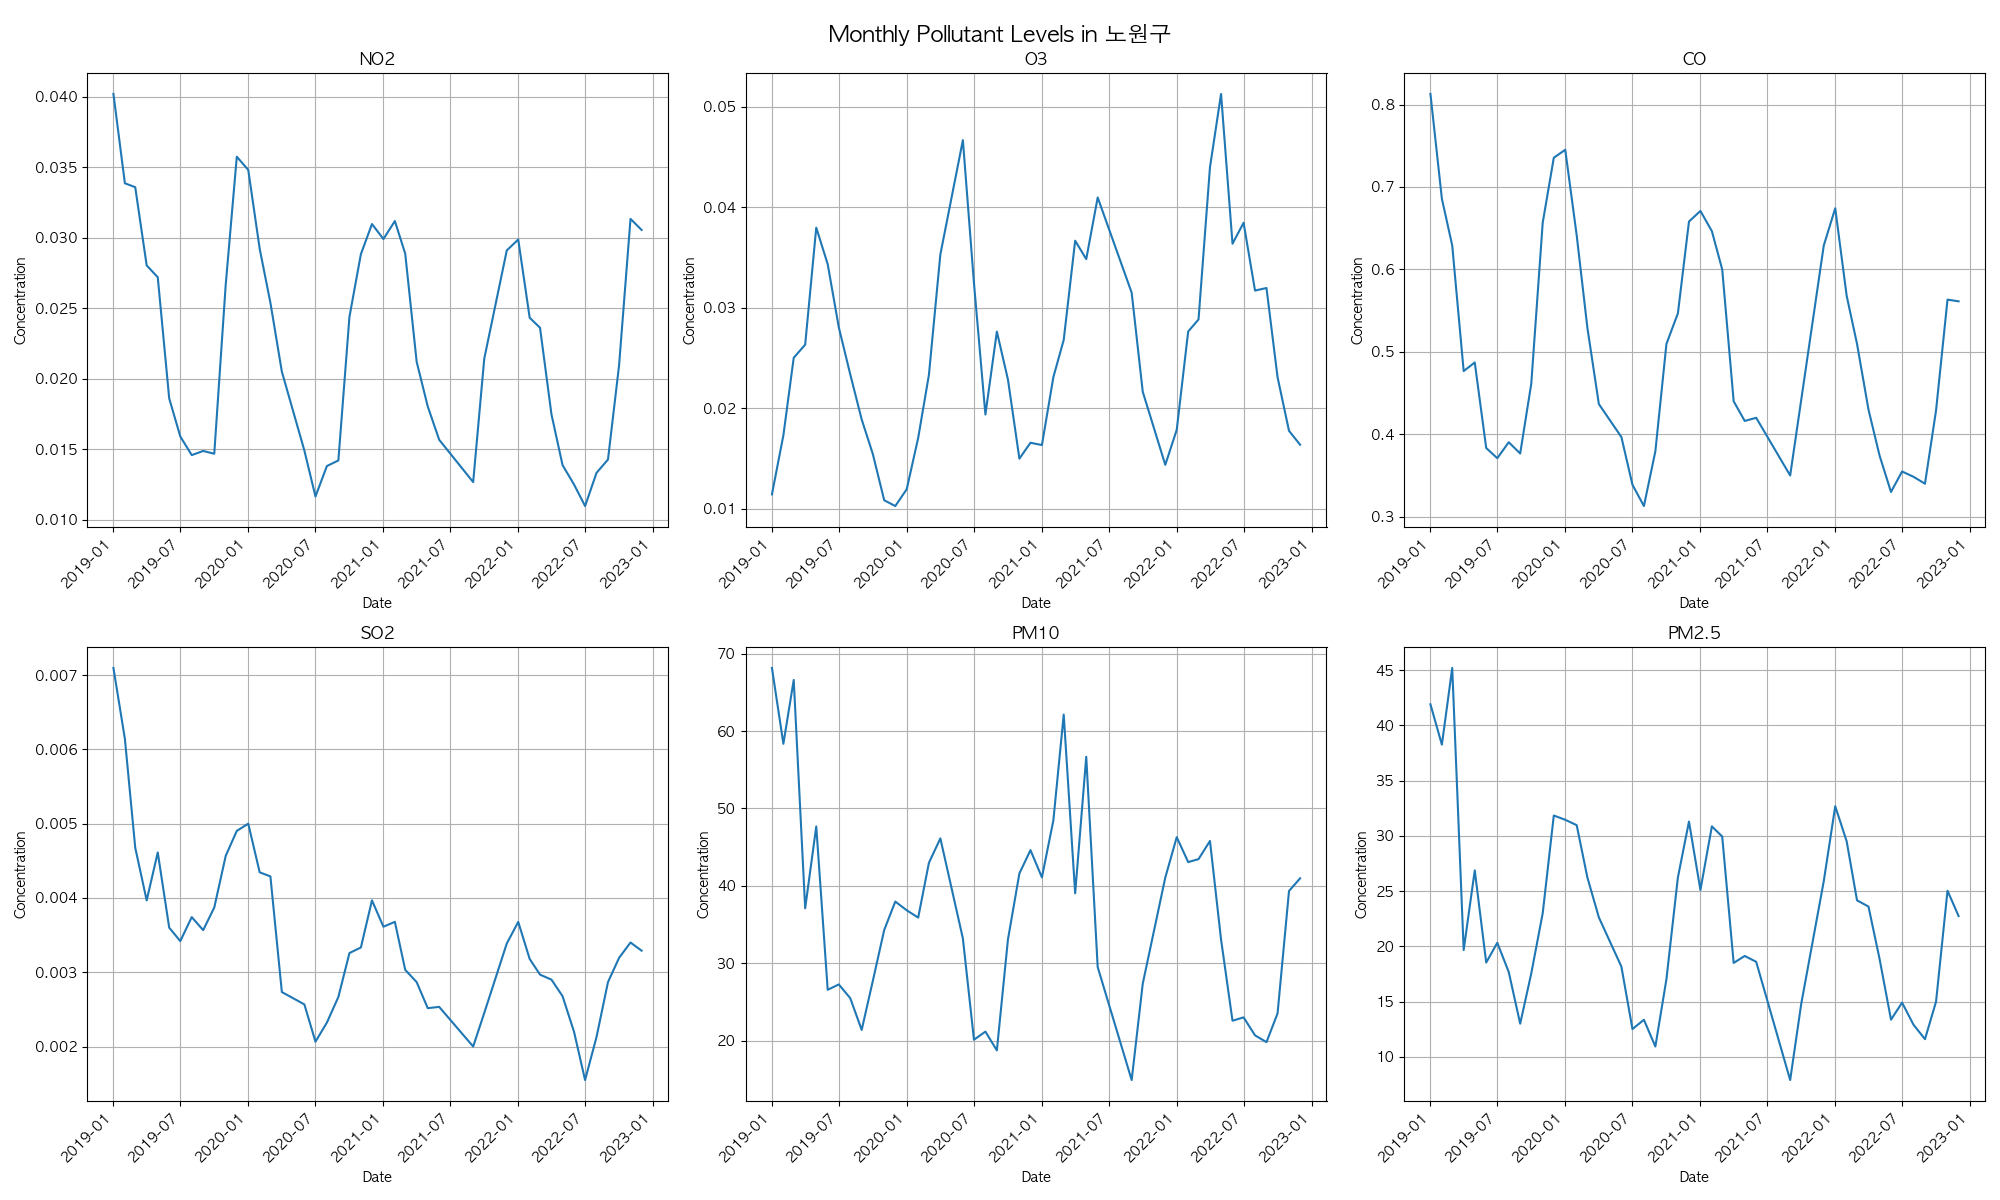 Monthly Pollutant Levels in 노원구
NO2
Concentration
0.040
0.035
0.030
0.025
0.020
0.015
0.010
2019-01 2019-07 2020-01 2020-07 2021-01 2021-07 2022-01 2022-07 2023-01
Date
O3
Concentration
0.05
0.04
0.03
0.02
0.01
2019-01 2019-07 2020-01 2020-07 2021-01 2021-07 2022-01 2022-07 2023-01
Date
CO
Concentration
0.8
0.7
0.6
0.5
0.4
0.3
2019-01 2019-07 2020-01 2020-07 2021-01 2021-07 2022-01 2022-07 2023-01
Date
SO2
Concentration
0.007
0.006
0.005
0.004
0.003
0.002
2019-01 2019-07 2020-01 2020-07 2021-01 2021-07 2022-01 2022-07 2023-01
Date
PM10
Concentration
70
60
50
40
30
20
2019-01 2019-07 2020-01 2020-07 2021-01 2021-07 2022-01 2022-07 2023-01
Date
PM2.5
Concentration
45
40
35
30
25
20
15
10
2019-01 2019-07 2020-01 2020-07 2021-01 2021-07 2022-01 2022-07 2023-01
Date